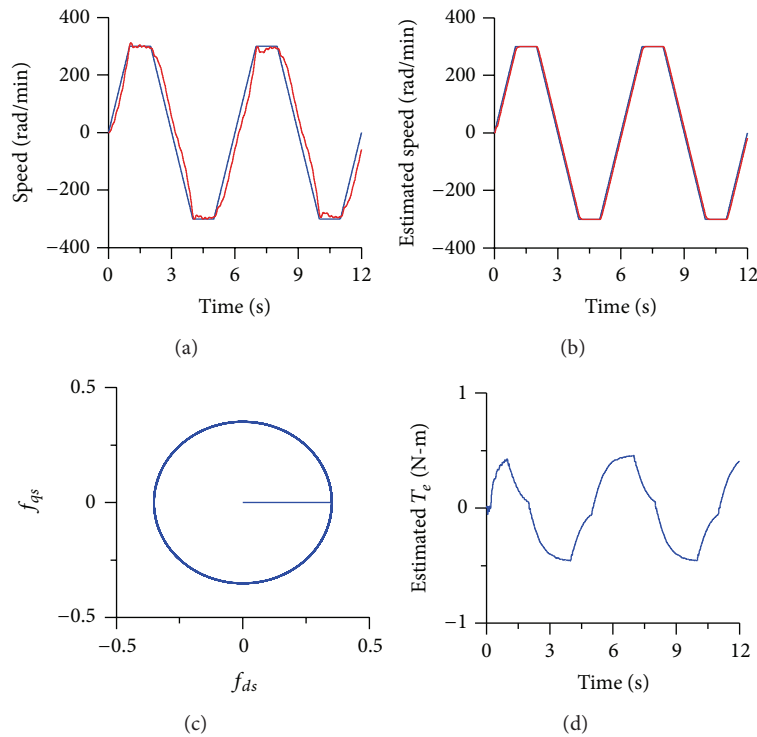 400
200
0
−200
−400
Speed (rad/min)
0
3
6
9
12
Time (s)
(a)
400
200
0
−200
−400
Estimated speed (rad/min)
0
3
6
9
12
Time (s)
(b)
0.5
0
−0.5
f_qs
−0.5
0
0.5
f_ds
(c)
1
0
−1
Estimated T_e (N-m)
0
3
6
9
12
Time (s)
(d)